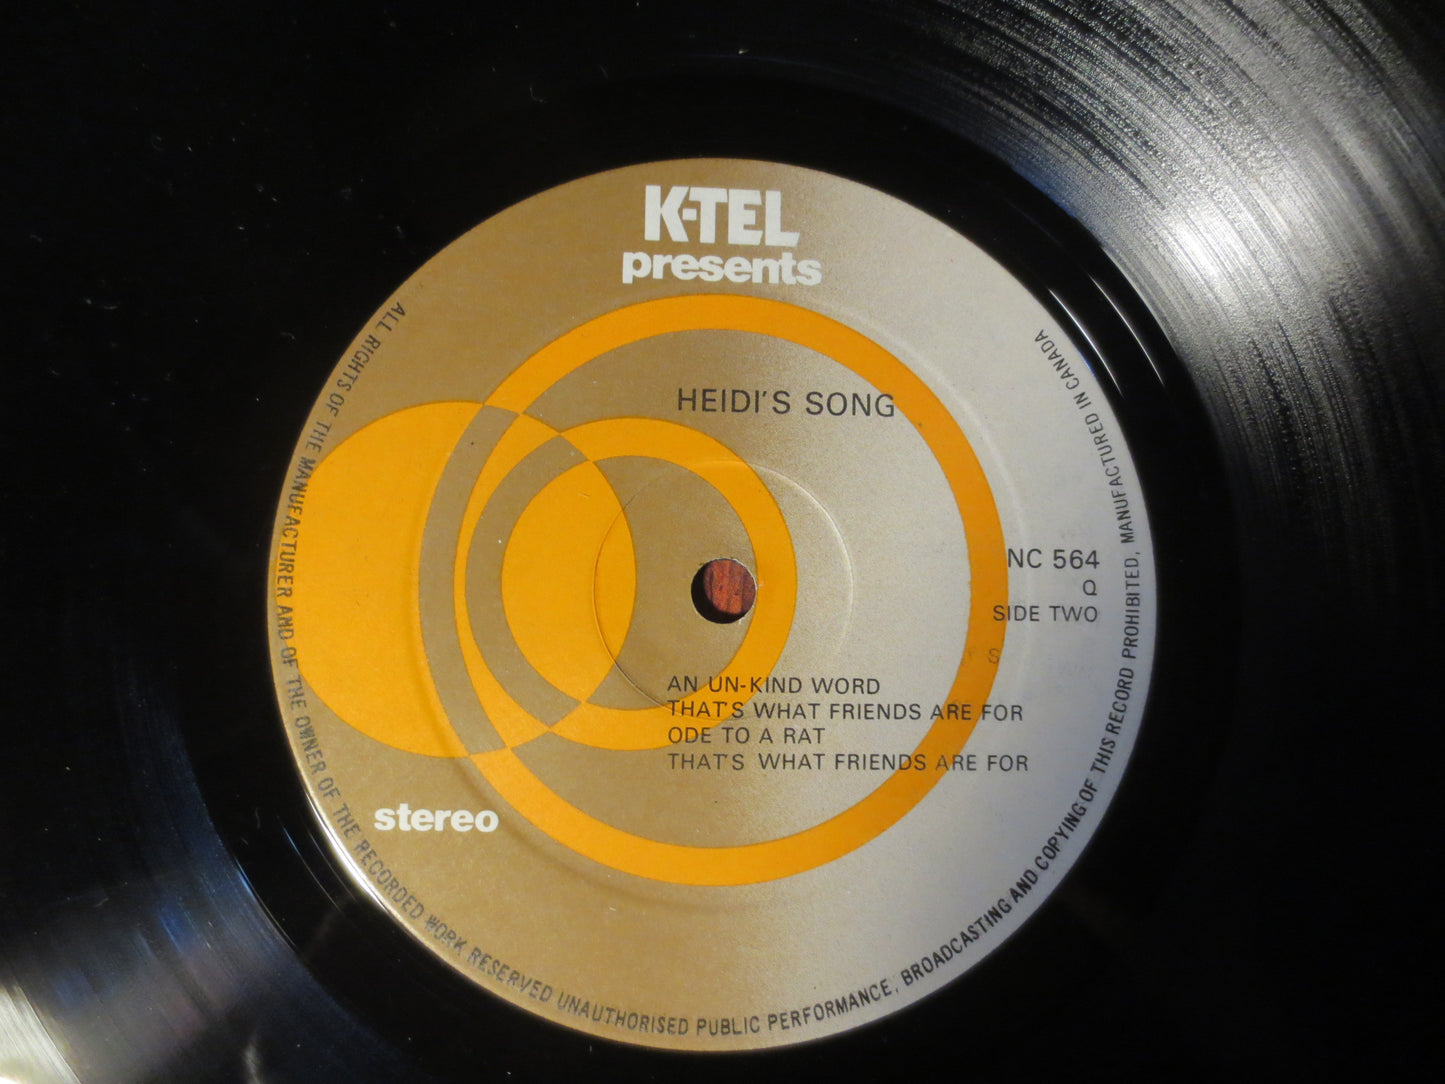 K-TEL
presents
HEIDI'S SONG
NC 564
Q
SIDE TWO
S
AN UN-KIND WORD
THAT'S WHAT FRIENDS ARE FOR
ODE TO A RAT
THAT'S WHAT FRIENDS ARE FOR
stereo
ALL RIGHTS OF THE MANUFACTURER AND OF THE OWNER OF THE RECORDED WORK RESERVED UNAUTHORISED PUBLIC PERFORMANCE, BROADCASTING AND COPYING OF THIS RECORD PROHIBITED, MANUFACTURED IN CANADA